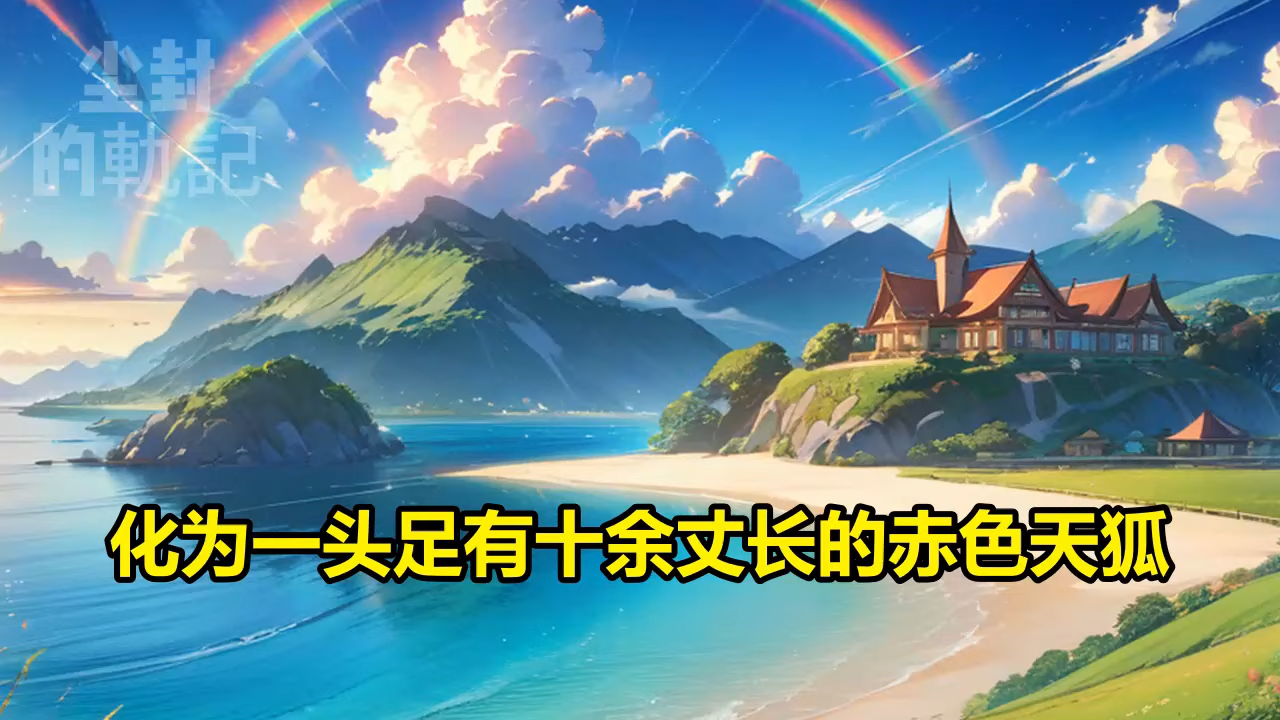 尘封
的軌記
化为一头足有十余丈长的赤色天狐